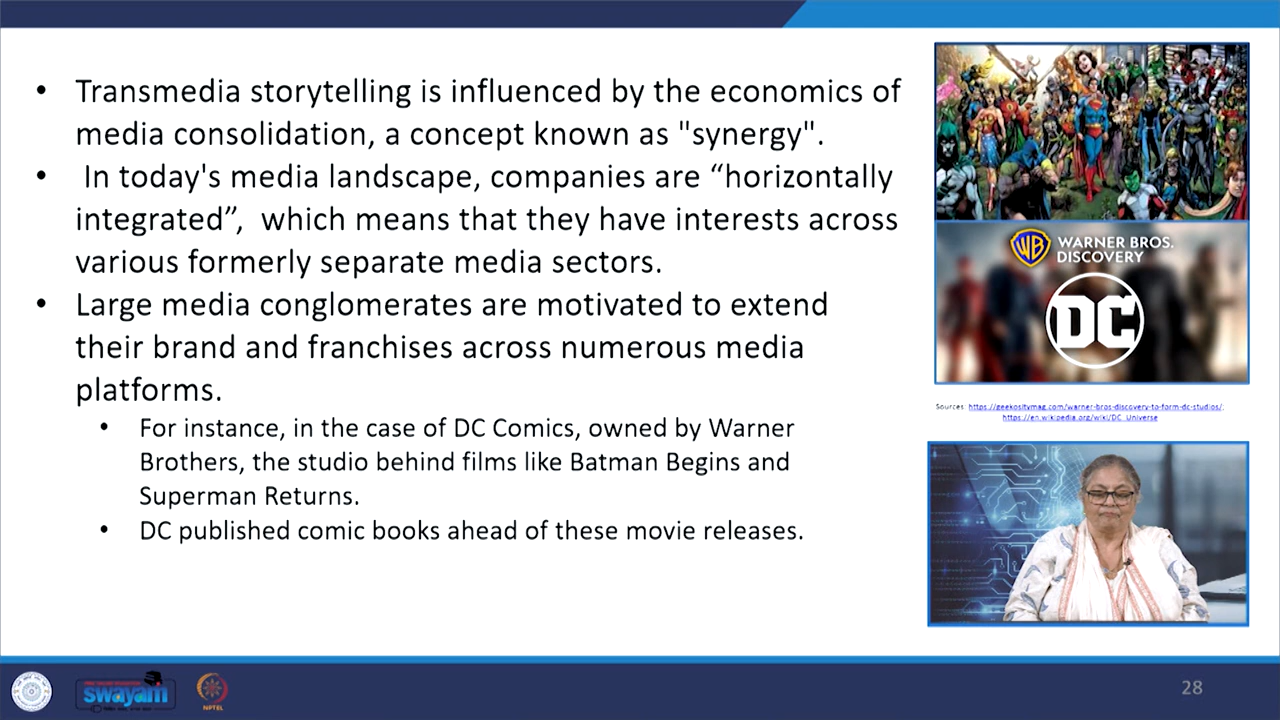 • Transmedia storytelling is influenced by the economics of
media consolidation, a concept known as "synergy".
• In today's media landscape, companies are “horizontally
integrated”, which means that they have interests across
various formerly separate media sectors.
• Large media conglomerates are motivated to extend
their brand and franchises across numerous media
platforms.
• For instance, in the case of DC Comics, owned by Warner
Brothers, the studio behind films like Batman Begins and
Superman Returns.
• DC published comic books ahead of these movie releases.
WB WARNER BROS.
DISCOVERY
DC
Sources: https://geekositymag.com/warner-bros-discovery-to-form-dc-studios/;
https://en.wikipedia.org/wiki/DC_Universe
swayam
NPTEL
28